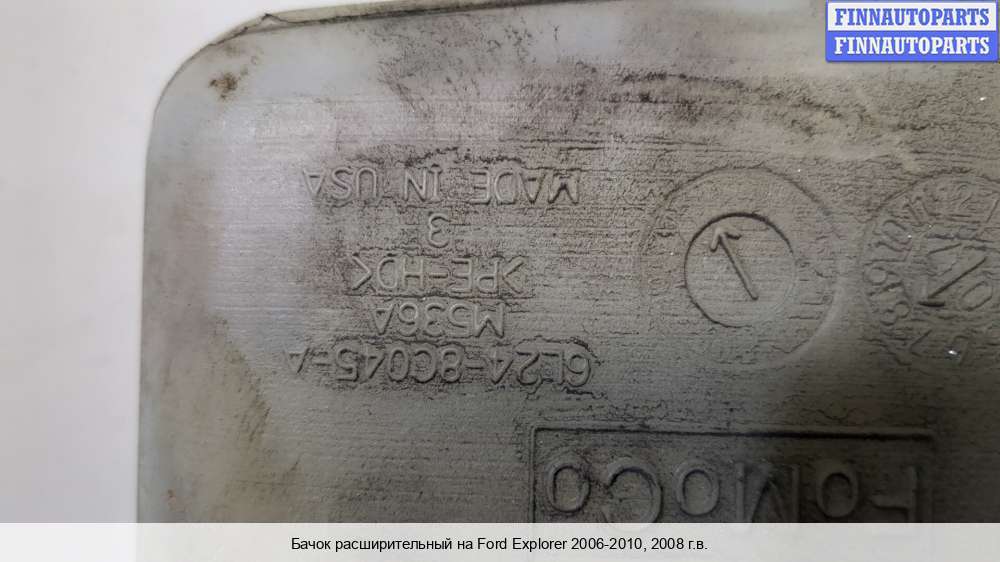 FINNAUTOPARTS
FINNAUTOPARTS
FoMoCo
6L24-8C045-A
M536A
>PE-HD<
3
MADE IN USA
Бачок расширительный на Ford Explorer 2006-2010, 2008 г.в.